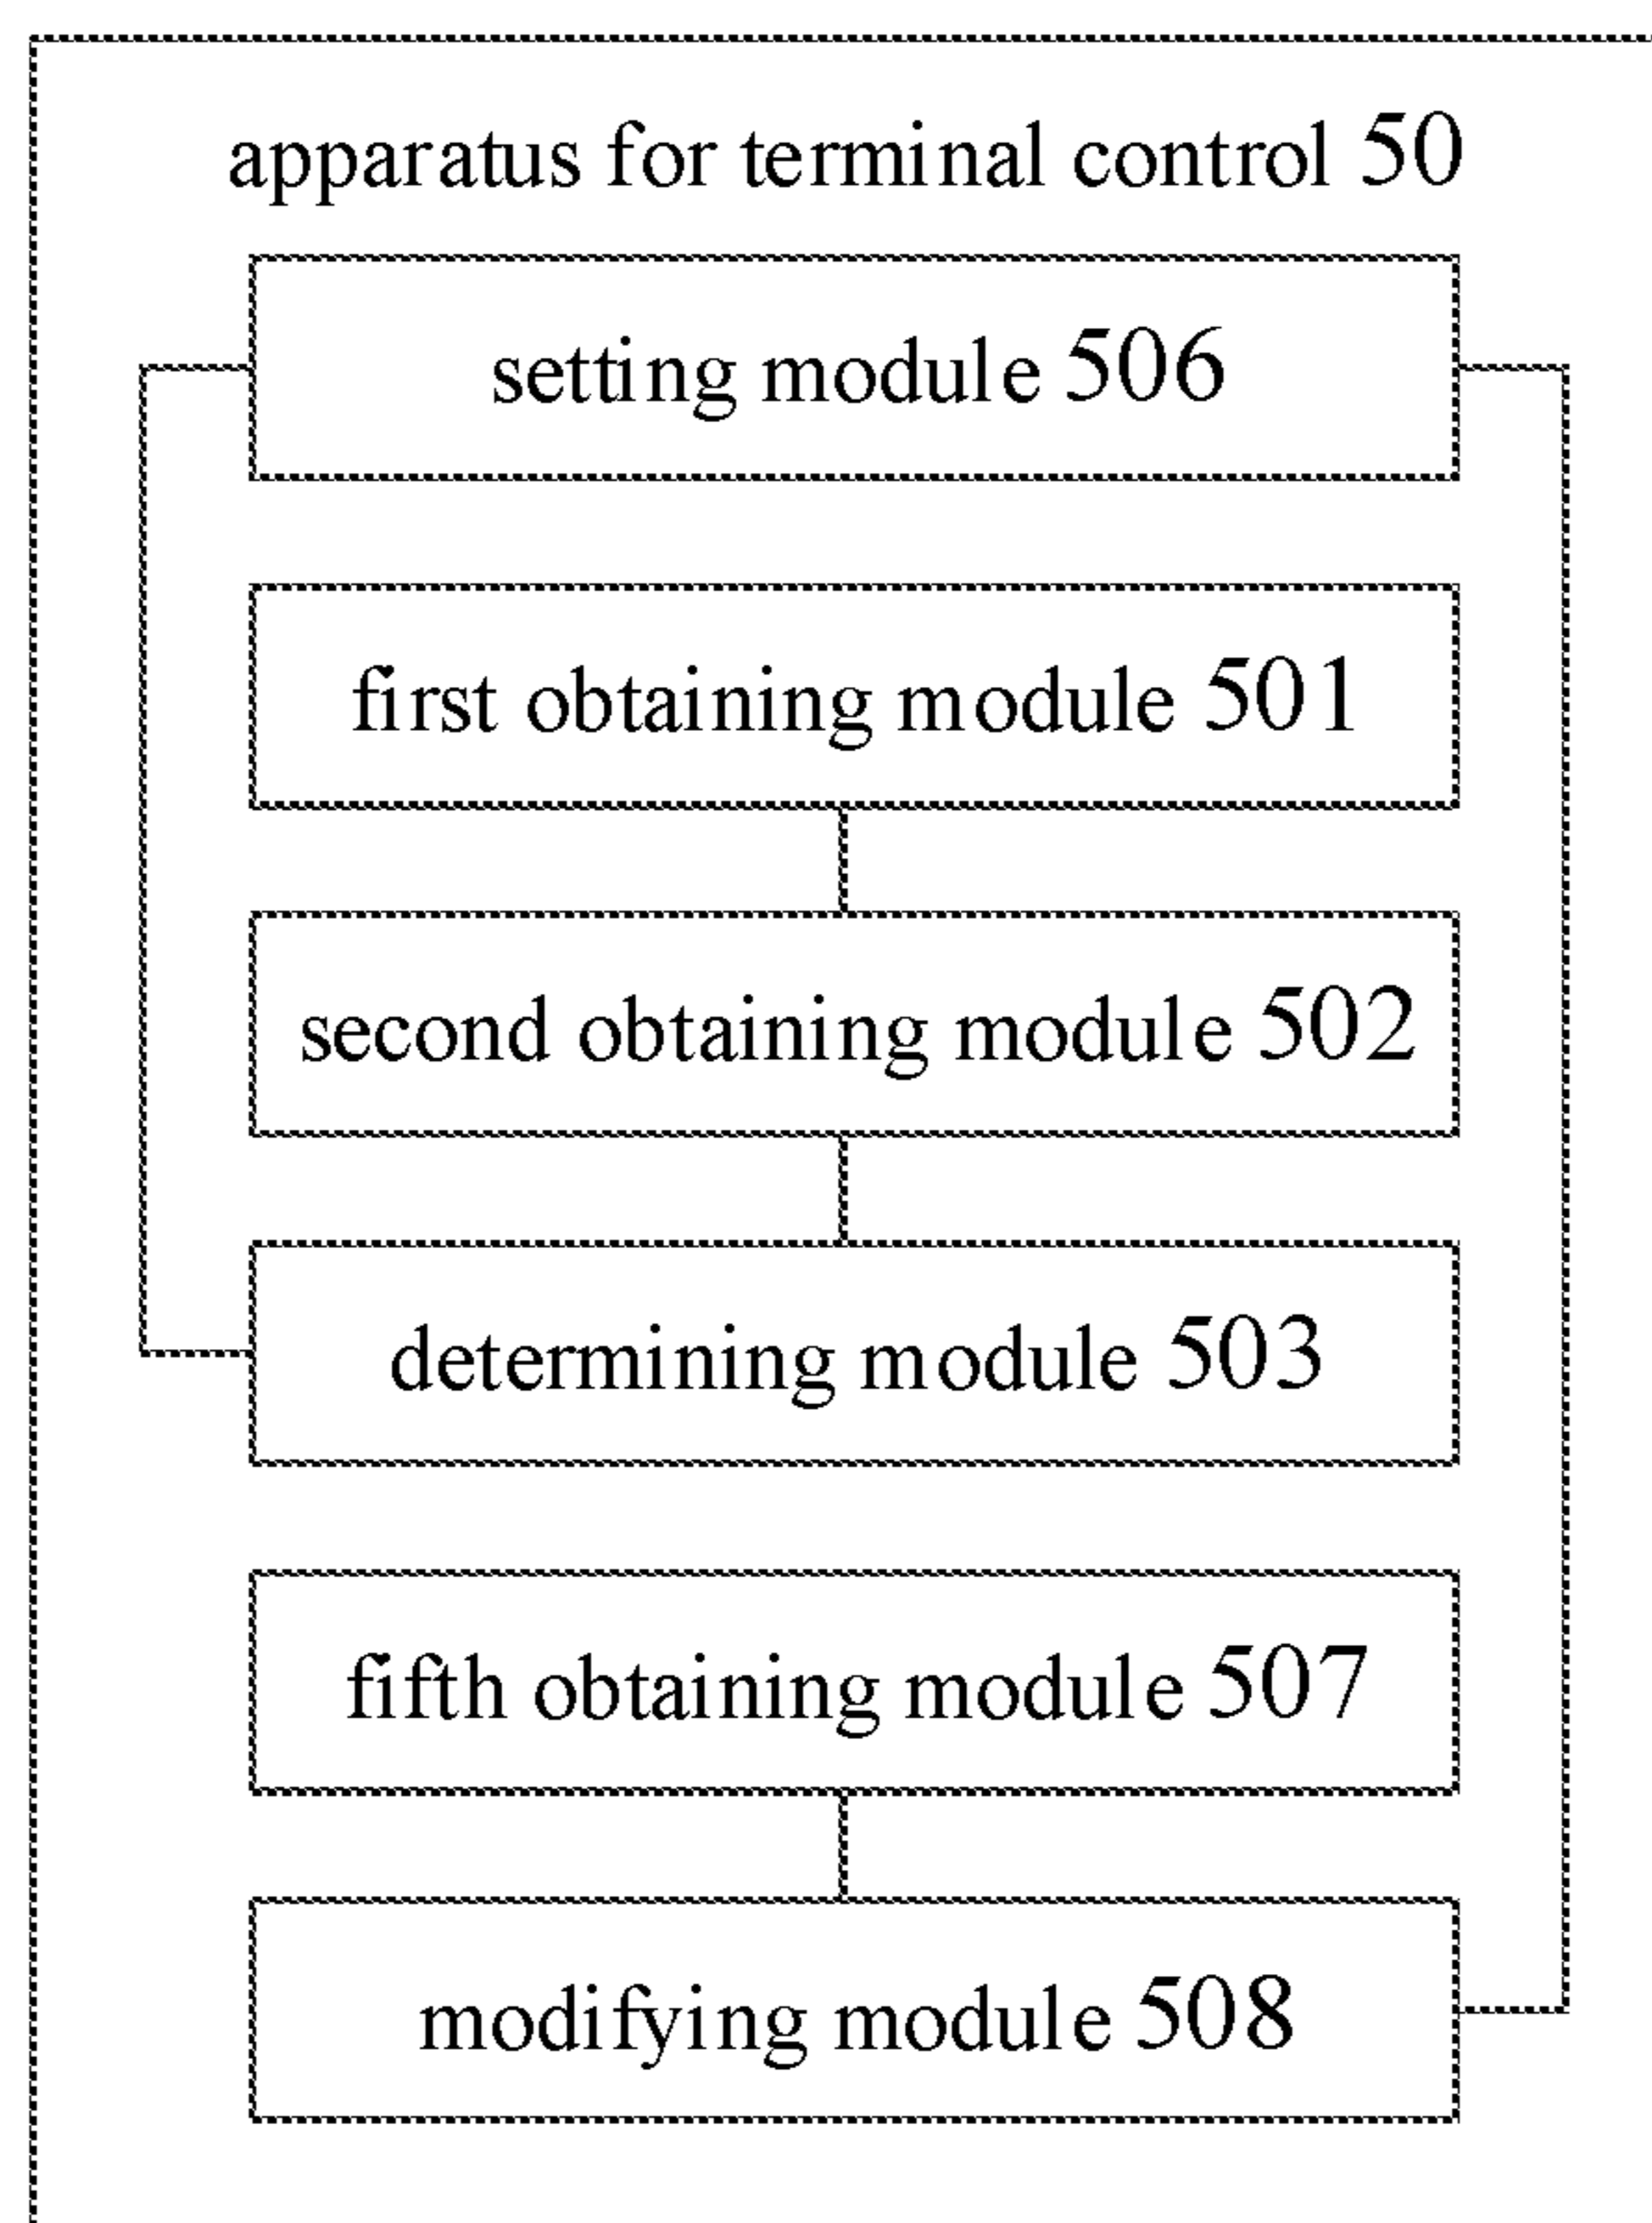 apparatus for terminal control 50
setting module 506
first obtaining module 501
second obtaining module 502
determining module 503
fifth obtaining module 507
modifying module 508